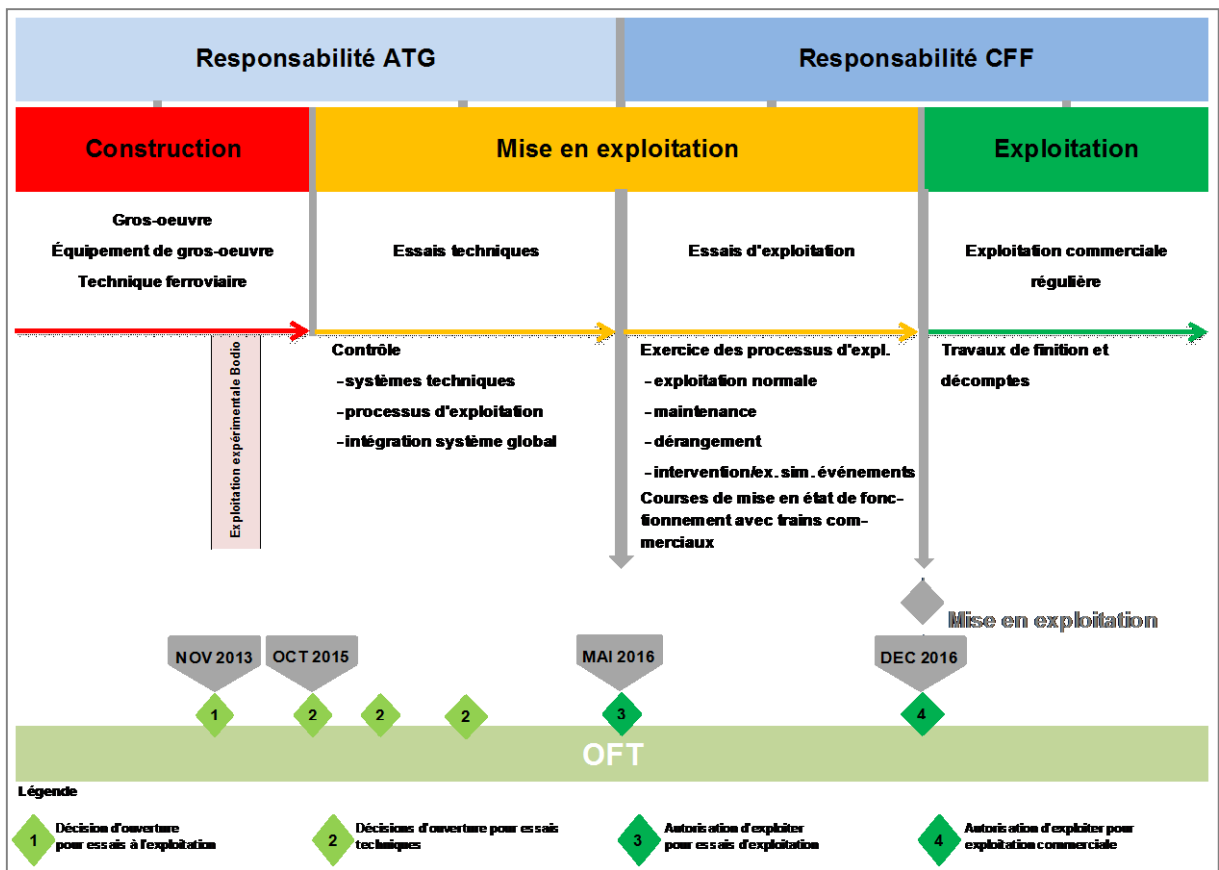 Responsabilité ATG
Responsabilité CFF
Construction
Mise en exploitation
Exploitation
Gros-oeuvre
Équipement de gros-oeuvre
Technique ferroviaire
Essais techniques
Essais d'exploitation
Exploitation commerciale
régulière
Exploitation expérimentale Bodio
Contrôle
-systèmes techniques
-processus d'exploitation
-intégration système global
Exercice des processus d'expl.
-exploitation normale
-maintenance
-dérangement
-intervention/ex. sim. événements
Courses de mise en état de fonc-
tionnement avec trains com-
merciaux
Travaux de finition et
décomptes
Mise en exploitation
NOV 2013
OCT 2015
MAI 2016
DEC 2016
1
2
2
2
3
4
OFT
Légende
1
Décision d'ouverture
pour essais à l'exploitation
2
Décisions d'ouverture pour essais
techniques
3
Autorisation d'exploiter
pour essais d'exploitation
4
Autorisation d'exploiter pour
exploitation commerciale